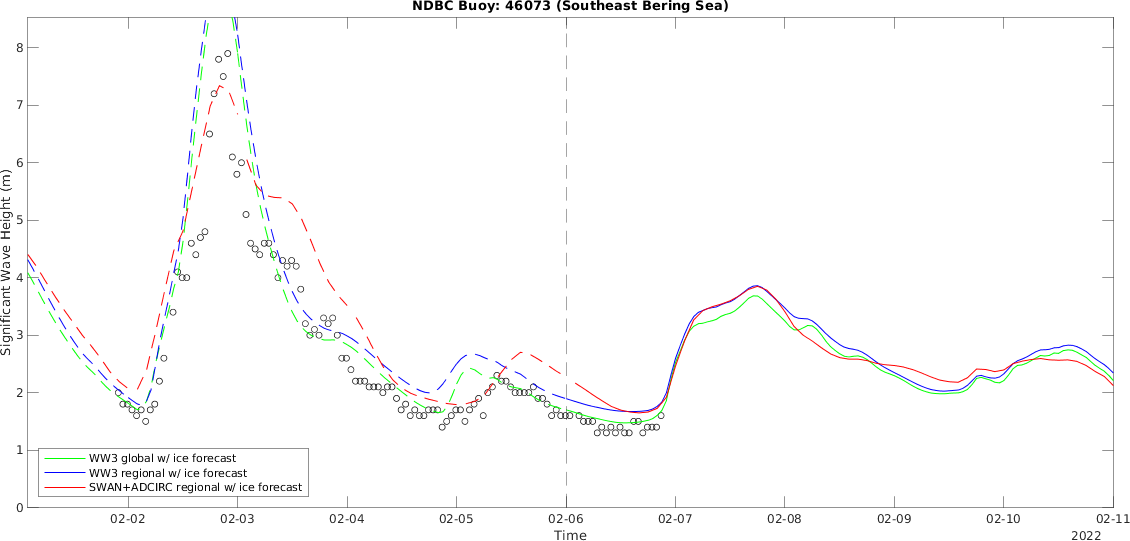 NDBC Buoy: 46073 (Southeast Bering Sea)
Significant Wave Height (m)
8
7
6
5
4
3
2
1
0
WW3 global w/ ice forecast
WW3 regional w/ ice forecast
SWAN+ADCIRC regional w/ ice forecast
02-02 02-03 02-04 02-05 02-06 02-07 02-08 02-09 02-10 02-11
Time
2022